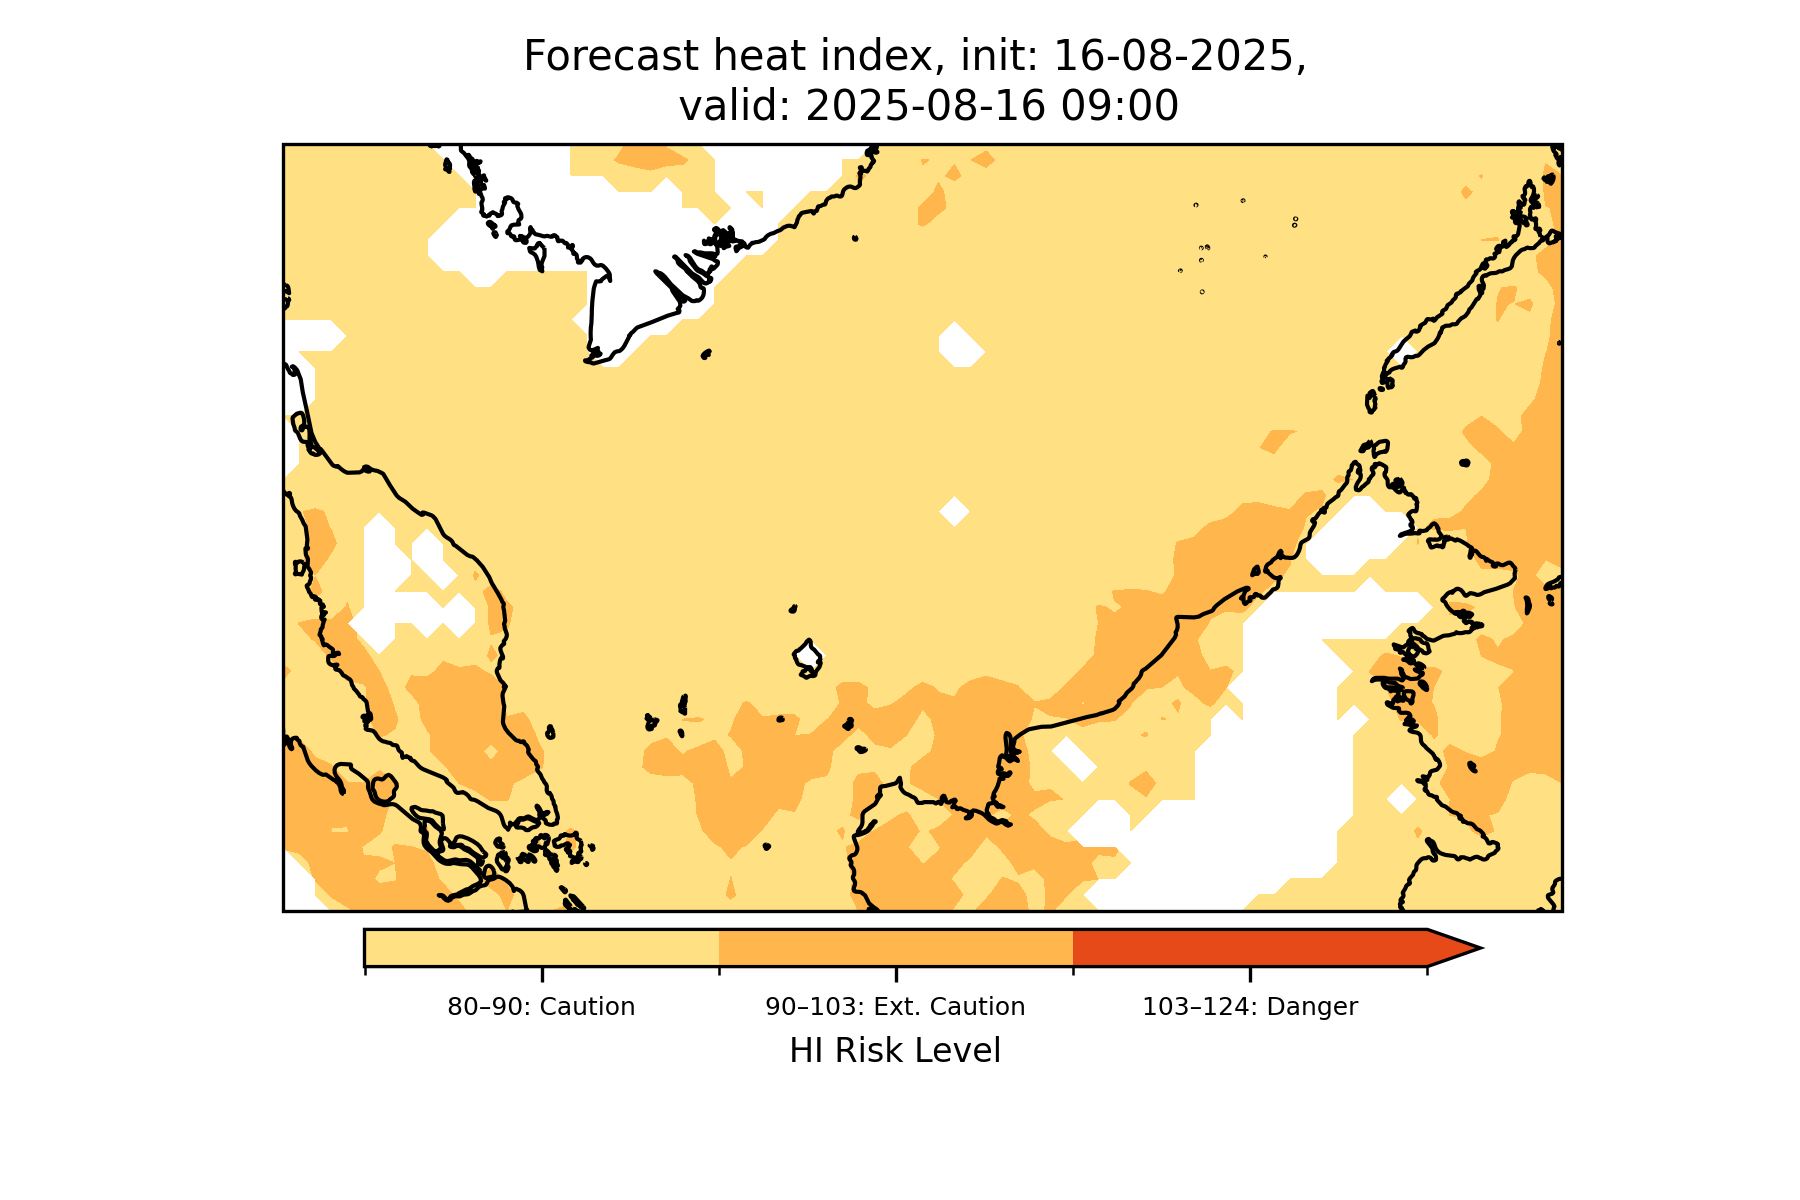 Forecast heat index, init: 16-08-2025,
valid: 2025-08-16 09:00
80–90: Caution
90–103: Ext. Caution
103–124: Danger
HI Risk Level